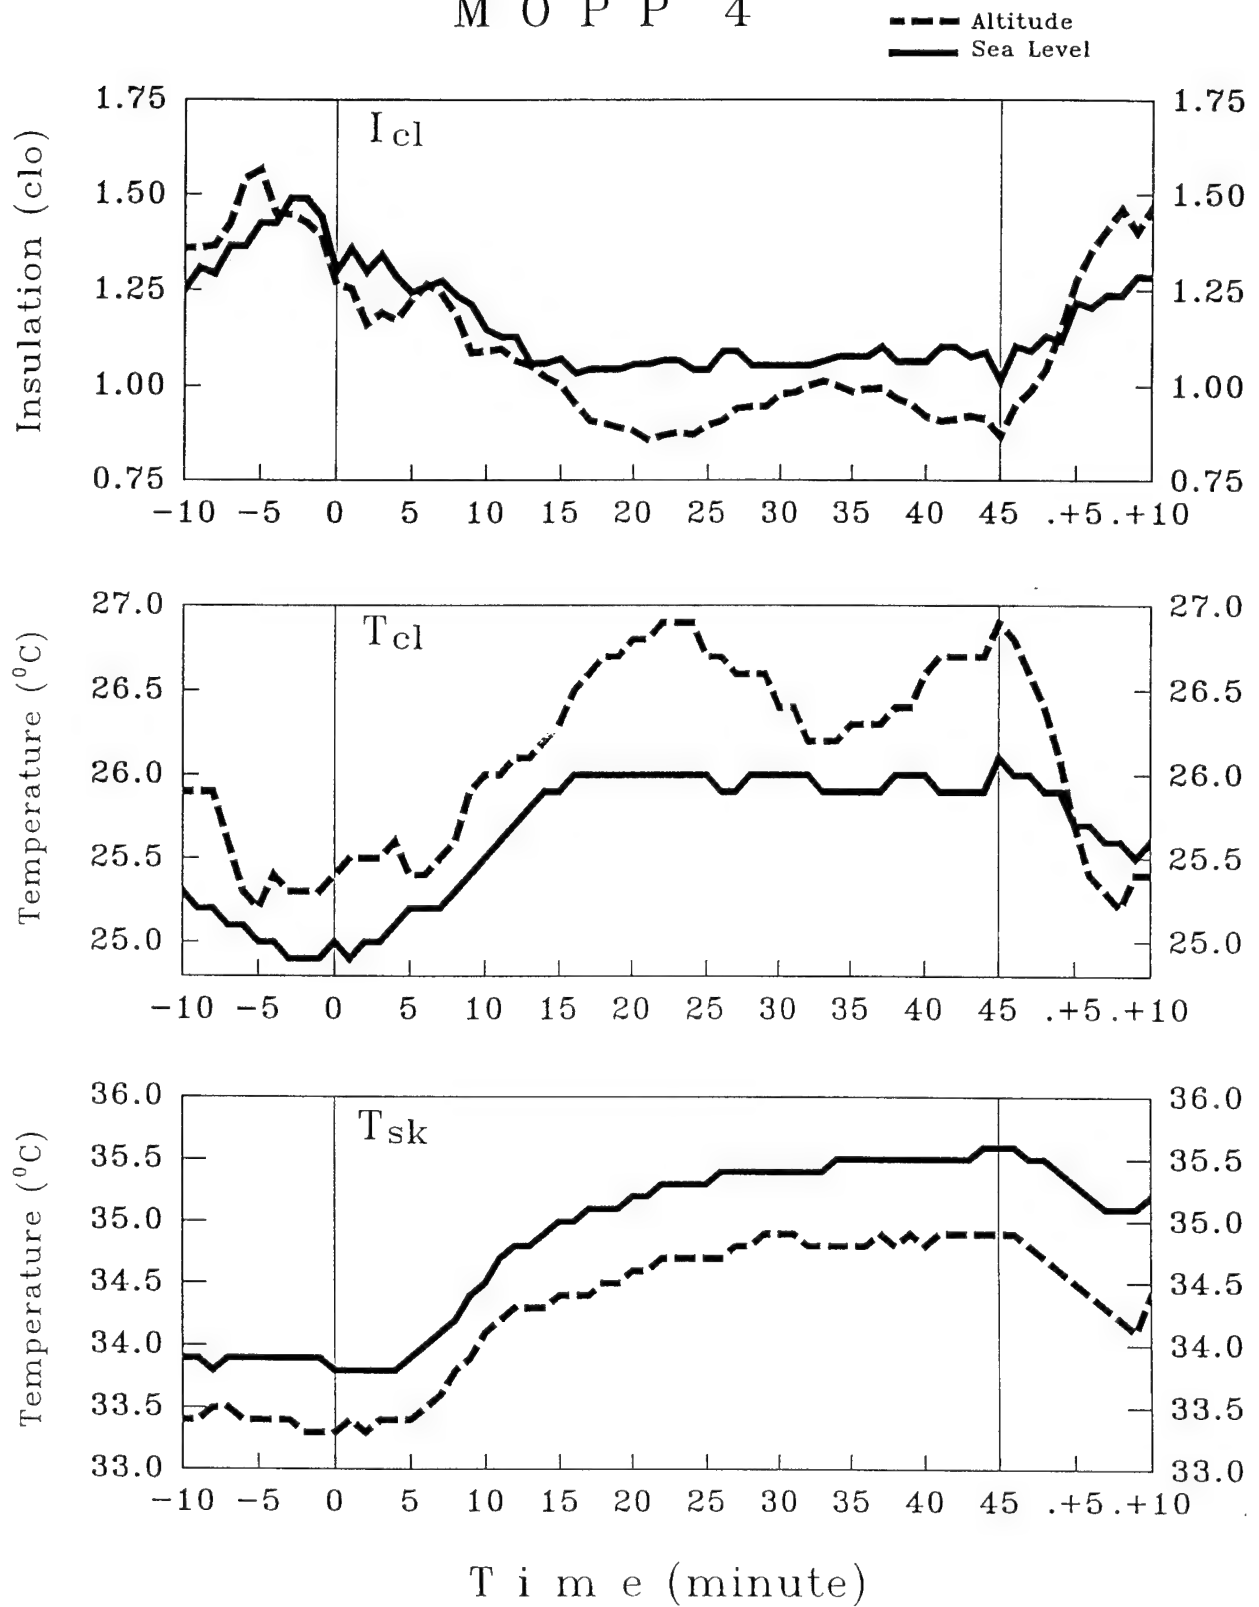 M O P P 4
Altitude
Sea Level
1.75 1.75
Icl
1.50 1.50
Insulation (clo)
1.25 1.25
1.00 1.00
0.75 0.75
−10 −5 0 5 10 15 20 25 30 35 40 45 .+5.+10
27.0 27.0
Tcl
26.5 26.5
Temperature (⁰C)
26.0 26.0
25.5 25.5
25.0 25.0
−10 −5 0 5 10 15 20 25 30 35 40 45 .+5.+10
36.0 36.0
Tsk
35.5 35.5
Temperature (⁰C)
35.0 35.0
34.5 34.5
34.0 34.0
33.5 33.5
33.0 33.0
−10 −5 0 5 10 15 20 25 30 35 40 45 .+5.+10
T i m e (minute)